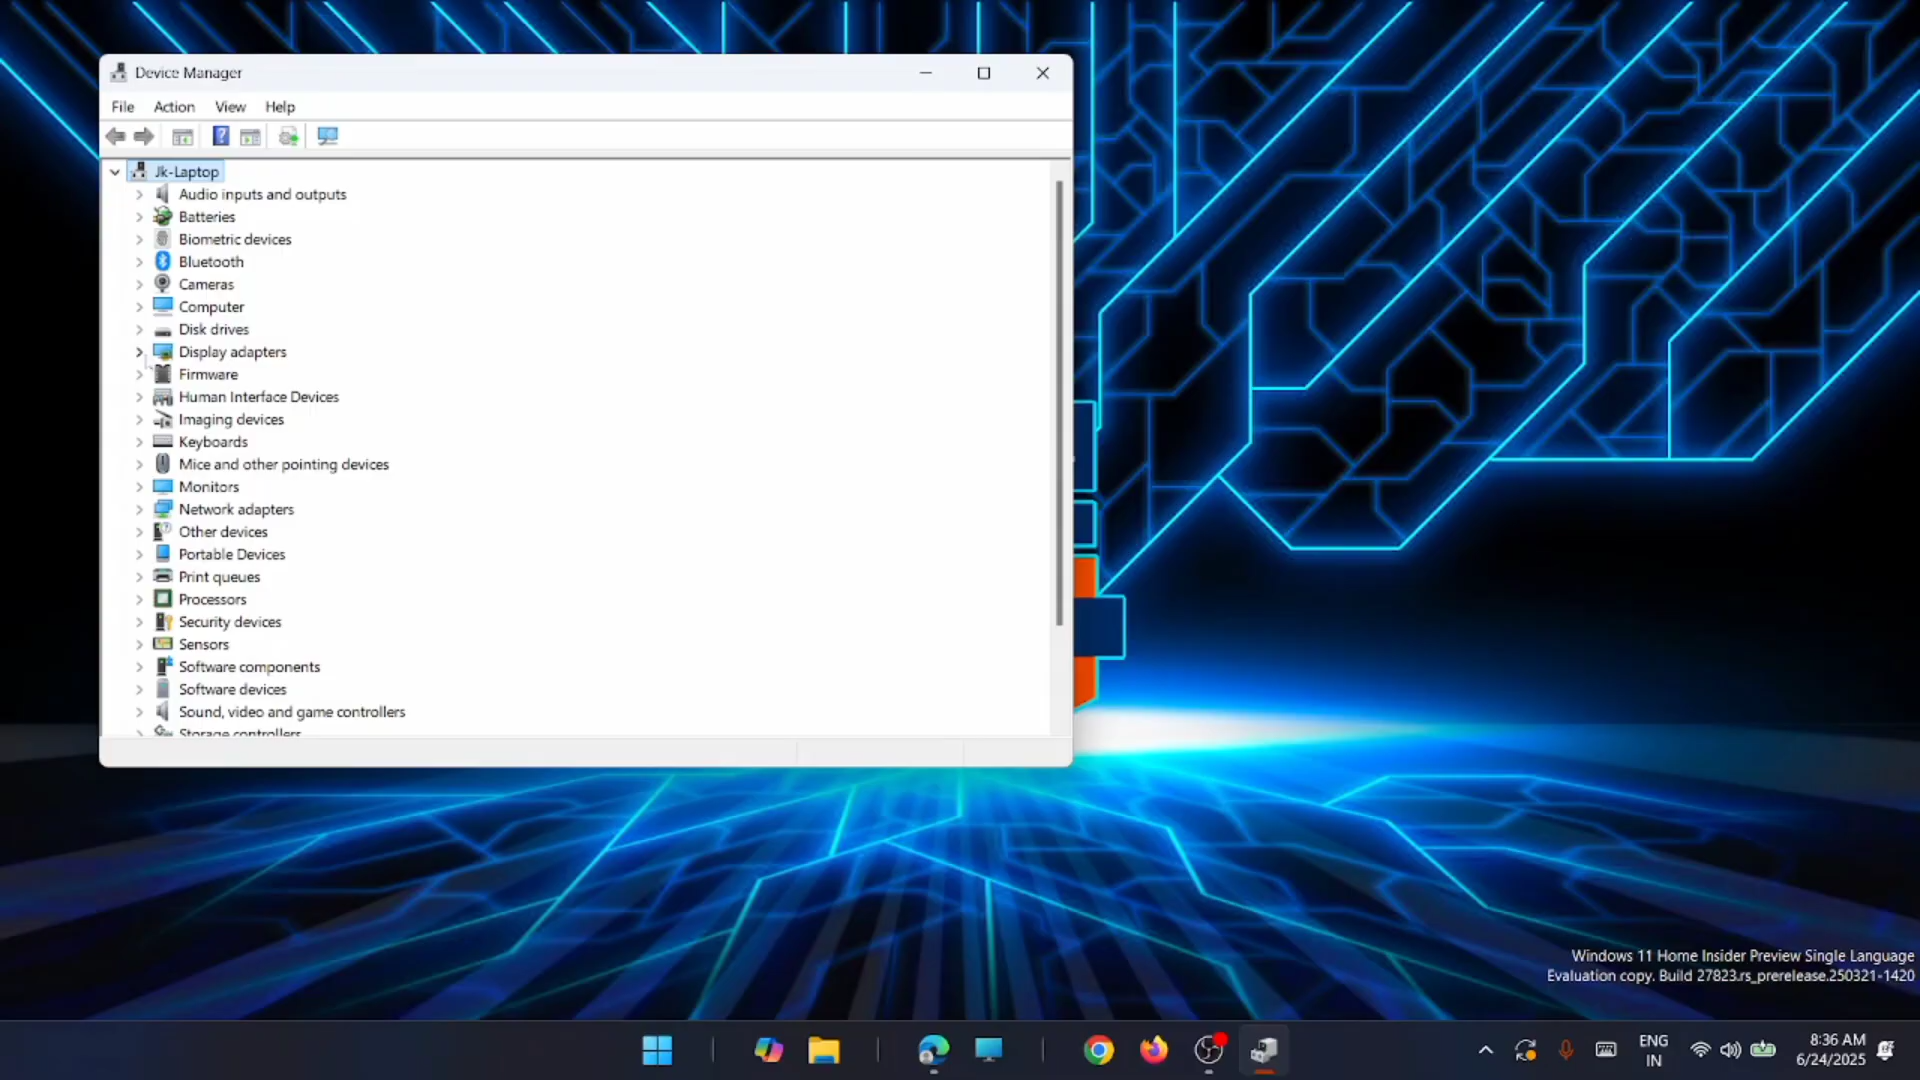 Device Manager
File Action View Help
Jk-Laptop
Audio inputs and outputs
Batteries
Biometric devices
Bluetooth
Cameras
Computer
Disk drives
Display adapters
Firmware
Human Interface Devices
Imaging devices
Keyboards
Mice and other pointing devices
Monitors
Network adapters
Other devices
Portable Devices
Print queues
Processors
Security devices
Sensors
Software components
Software devices
Sound, video and game controllers
Storage controllers
Windows 11 Home Insider Preview Single Language
Evaluation copy. Build 27823.rs_prerelease.250321-1420
ENG
IN
8:36 AM
6/24/2025